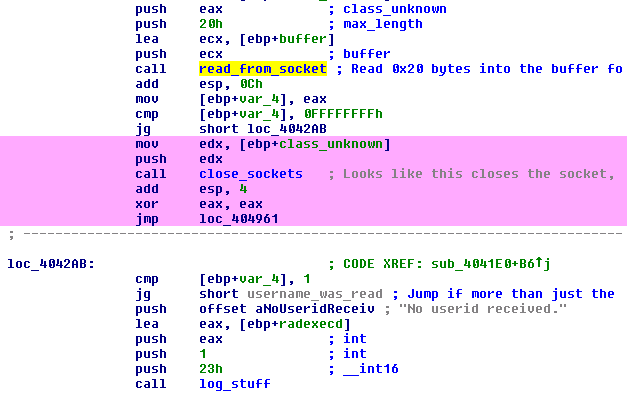 push eax ; class_unknown
push 20h ; max_length
lea ecx, [ebp+buffer]
push ecx ; buffer
call read_from_socket ; Read 0x20 bytes into the buffer fo
add esp, 0Ch
mov [ebp+var_4], eax
cmp [ebp+var_4], 0FFFFFFFFh
jg short loc_4042AB
mov edx, [ebp+class_unknown]
push edx
call close_sockets ; Looks like this closes the socket,
add esp, 4
xor eax, eax
jmp loc_404961
; ---------------------------------------------------------------------------
loc_4042AB: ; CODE XREF: sub_4041E0+B6↑j
cmp [ebp+var_4], 1
jg short username_was_read ; Jump if more than just the
push offset aNoUseridReceiv ; "No userid received."
lea eax, [ebp+radexecd]
push eax ; int
push 1 ; int
push 23h ; __int16
call log_stuff